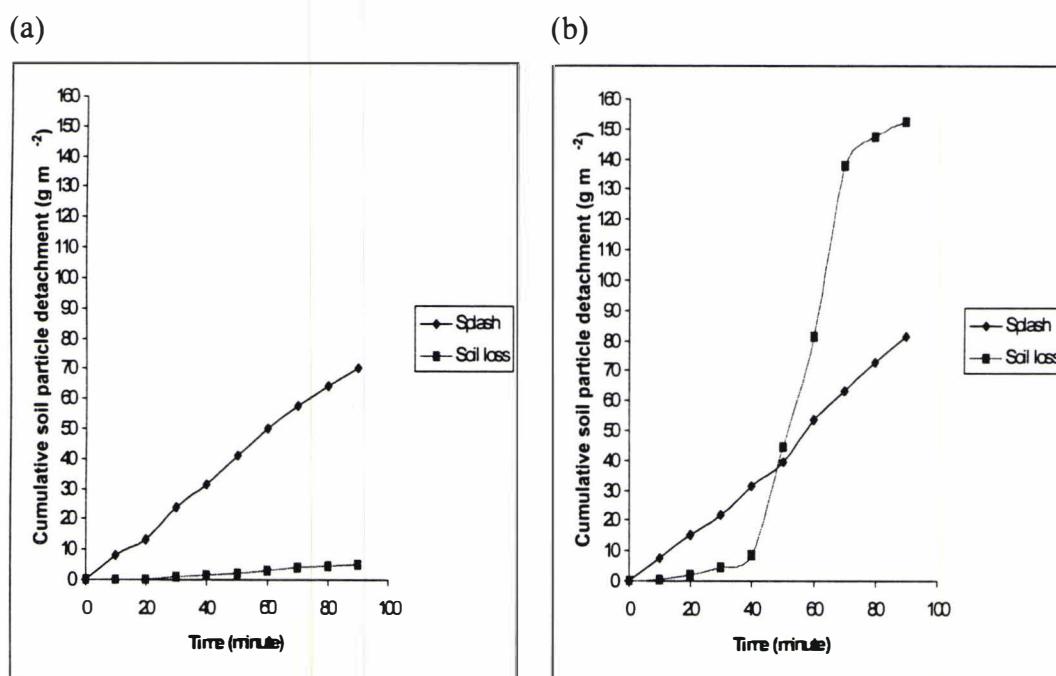 (a)
Cumulative soil particle detachment (g m -2)
160
150
140
130
120
110
100
90
80
70
60
50
40
30
20
10
0
0 20 40 60 80 100
Time (minute)
Splash
Soil loss
(b)
Cumulative soil particle detachment (g m -2)
160
150
140
130
120
110
100
90
80
70
60
50
40
30
20
10
0
0 20 40 60 80 100
Time (minute)
Splash
Soil loss